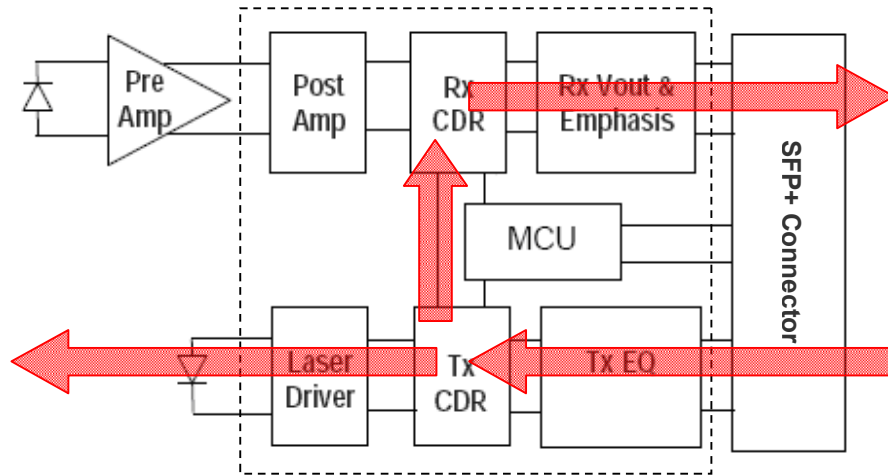 Pre
Amp
Post
Amp
Rx
CDR
Rx Vout &
Emphasis
SFP+ Connector
MCU
Laser
Driver
Tx
CDR
Tx EQ